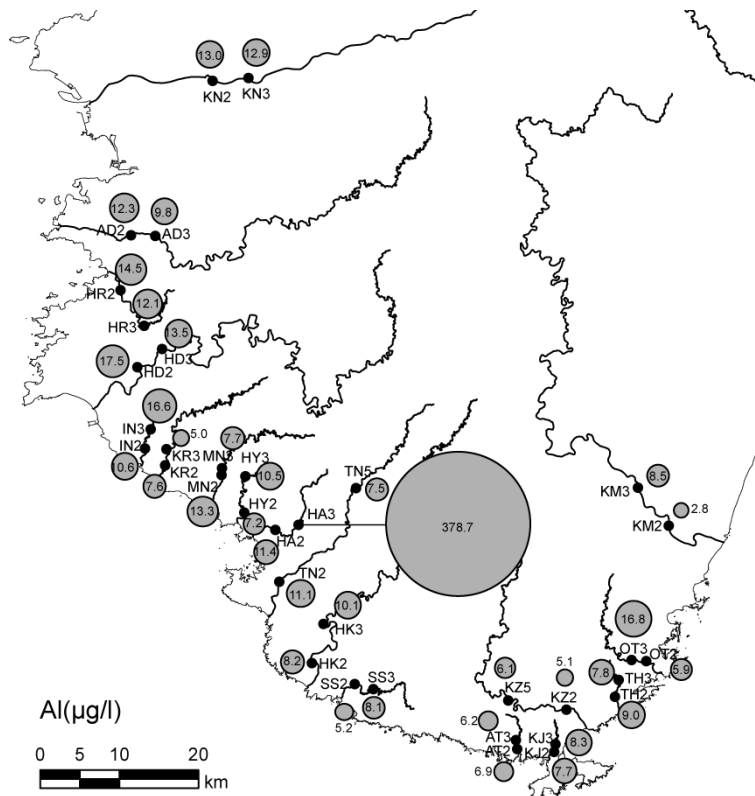 13.0
12.9
KN2
KN3
12.3
9.8
AD2
AD3
14.5
HR2
12.1
HR3
13.5
HD3
17.5
HD2
16.6
IN3
5.0
7.7
IN2
KR3
MN3
HY3
TN5
10.6
KR2
10.5
7.5
7.6
MN2
8.5
KM3
2.8
13.3
HY2
HA3
7.2
378.7
KM2
HA2
11.4
TN2
11.1
10.1
16.8
HK3
OT3
OT2
8.2
HK2
6.1
5.1
7.8
TH3
5.9
SS2
SS3
KZ5
KZ2
TH2
5.2
8.1
9.0
6.2
AT3
KJ3
8.3
AT2
KJ2
6.9
7.7
Al(µg/l)
0 5 10 20
km